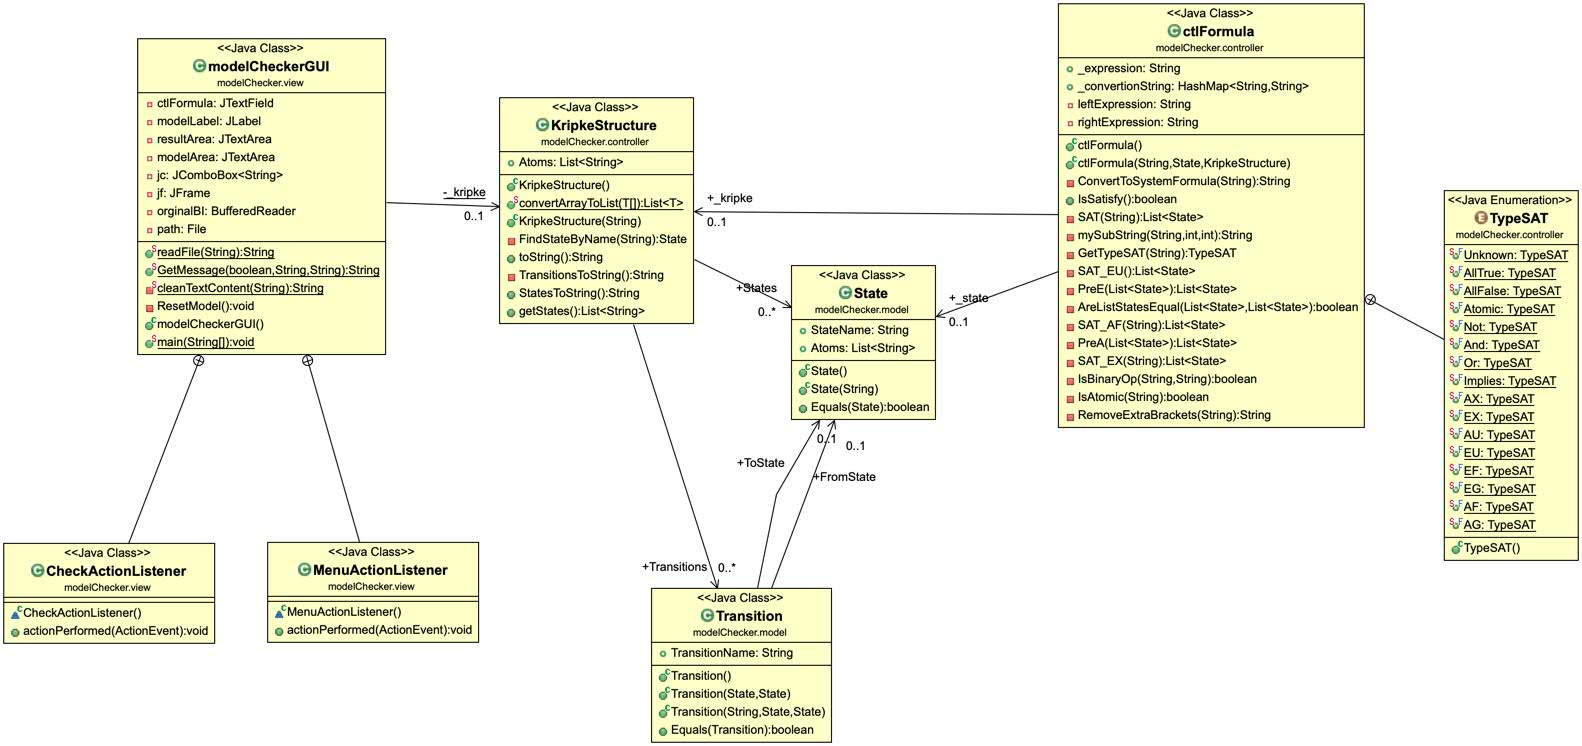 <<Java Class>>
modelCheckerGUI
modelChecker.view
ctlFormula: JTextField
modelLabel: JLabel
resultArea: JTextArea
modelArea: JTextArea
jc: JComboBox<String>
jf: JFrame
orginalBI: BufferedReader
path: File
readFile(String):String
GetMessage(boolean,String,String):String
cleanTextContent(String):String
ResetModel():void
modelCheckerGUI()
main(String[]):void
-_kripke
0..1
<<Java Class>>
KripkeStructure
modelChecker.controller
Atoms: List<String>
KripkeStructure()
convertArrayToList(T[]):List<T>
KripkeStructure(String)
FindStateByName(String):State
toString():String
TransitionsToString():String
StatesToString():String
getStates():List<String>
+_kripke
0..1
<<Java Class>>
ctlFormula
modelChecker.controller
_expression: String
_convertionString: HashMap<String,String>
leftExpression: String
rightExpression: String
ctlFormula()
ctlFormula(String,State,KripkeStructure)
ConvertToSystemFormula(String):String
IsSatisfy():boolean
SAT(String):List<State>
mySubString(String,int,int):String
GetTypeSAT(String):TypeSAT
SAT_EU():List<State>
PreE(List<State>):List<State>
AreListStatesEqual(List<State>,List<State>):boolean
SAT_AF(String):List<State>
PreA(List<State>):List<State>
SAT_EX(String):List<State>
IsBinaryOp(String,String):boolean
IsAtomic(String):boolean
RemoveExtraBrackets(String):String
<<Java Enumeration>>
TypeSAT
modelChecker.controller
Unknown: TypeSAT
AllTrue: TypeSAT
AllFalse: TypeSAT
Atomic: TypeSAT
Not: TypeSAT
And: TypeSAT
Or: TypeSAT
Implies: TypeSAT
AX: TypeSAT
EX: TypeSAT
AU: TypeSAT
EU: TypeSAT
EF: TypeSAT
EG: TypeSAT
AF: TypeSAT
AG: TypeSAT
TypeSAT()
+States
0..*
<<Java Class>>
State
modelChecker.model
StateName: String
Atoms: List<String>
State()
State(String)
Equals(State):boolean
+_state
0..1
0..1
0..1
+ToState
+FromState
<<Java Class>>
CheckActionListener
modelChecker.view
CheckActionListener()
actionPerformed(ActionEvent):void
<<Java Class>>
MenuActionListener
modelChecker.view
MenuActionListener()
actionPerformed(ActionEvent):void
+Transitions
0..*
<<Java Class>>
Transition
modelChecker.model
TransitionName: String
Transition()
Transition(State,State)
Transition(String,State,State)
Equals(Transition):boolean